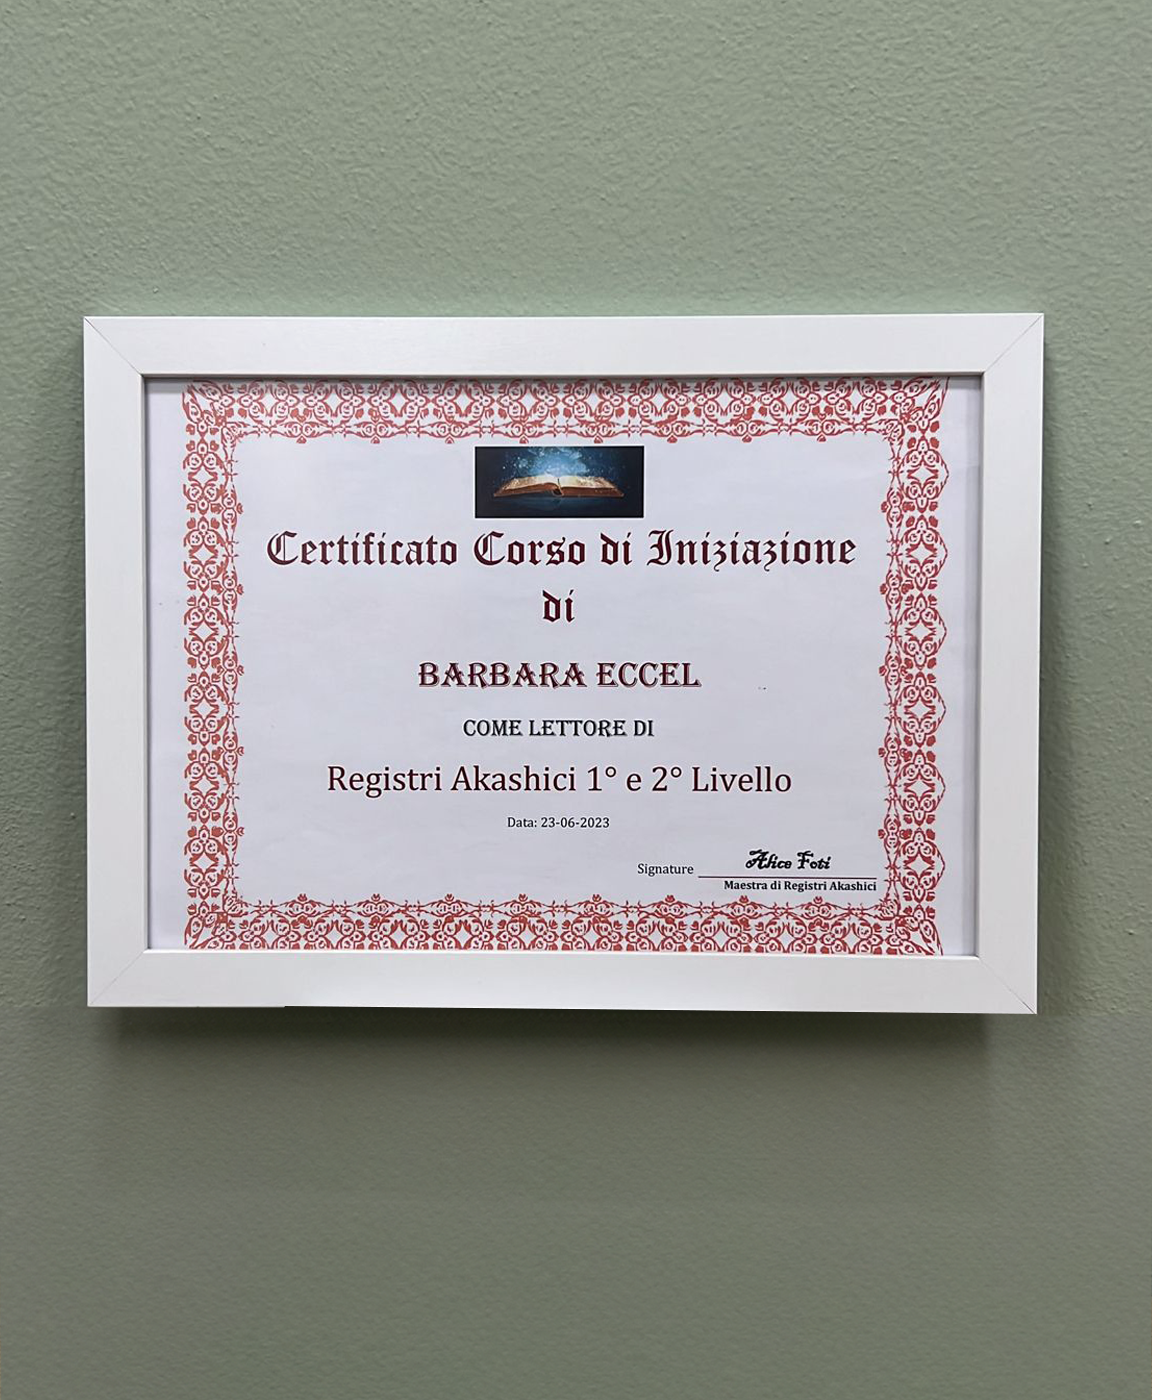 Certificato Corso di Iniziazione
di
BARBARA ECCEL
COME LETTORE DI
Registri Akashici 1° e 2° Livello
Data: 23-06-2023
Signature Alice Foti
Maestra di Registri Akashici